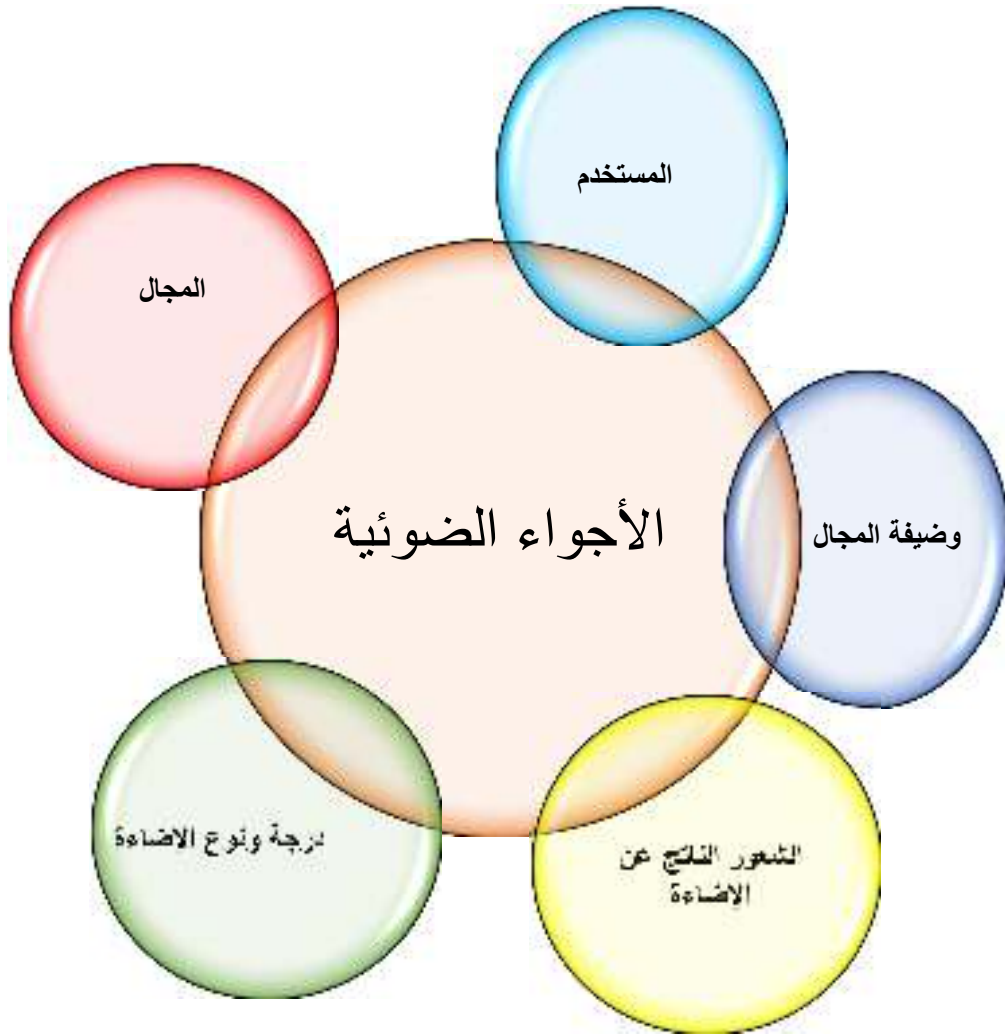 المستخدم
المجال
الأجواء الضوئية
وضيفة المجال
درجة ونوع الاضاءة
الشعور الناتج عن
الاضاءة